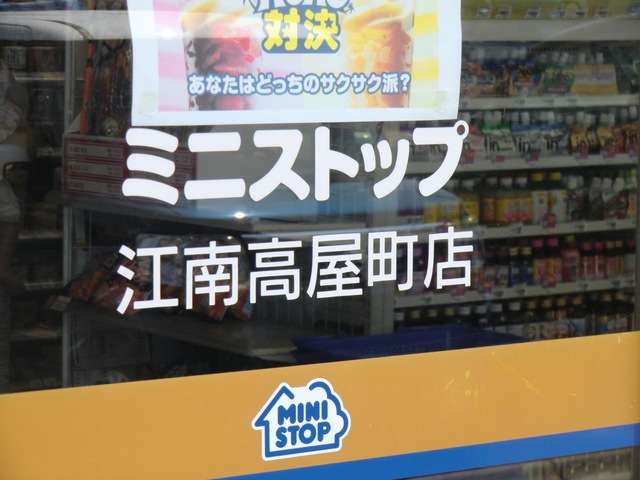 対決
あなたはどっちのサクサク派?
ミニストップ
江南高屋町店
MINI
STOP